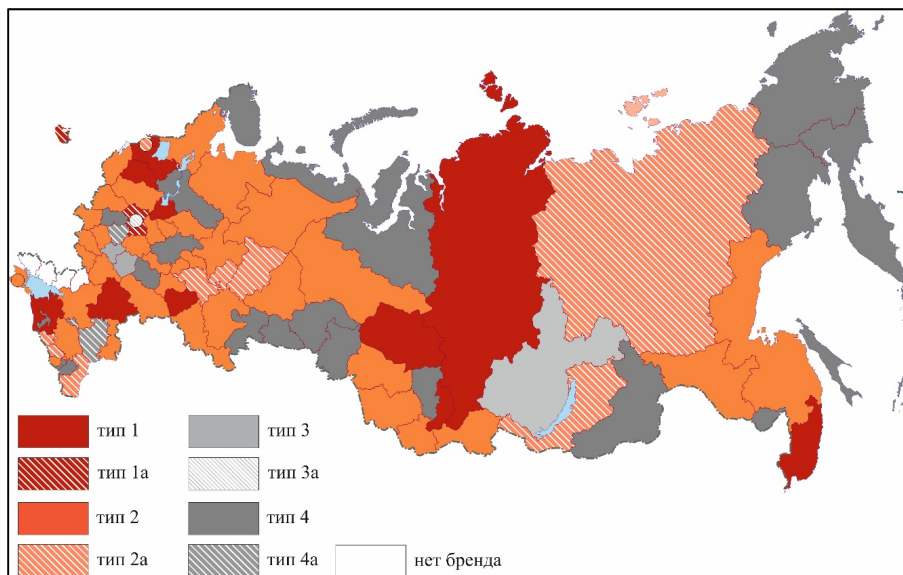 тип 1
тип 3
тип 1а
тип 3а
тип 2
тип 4
тип 2а
тип 4а
нет бренда